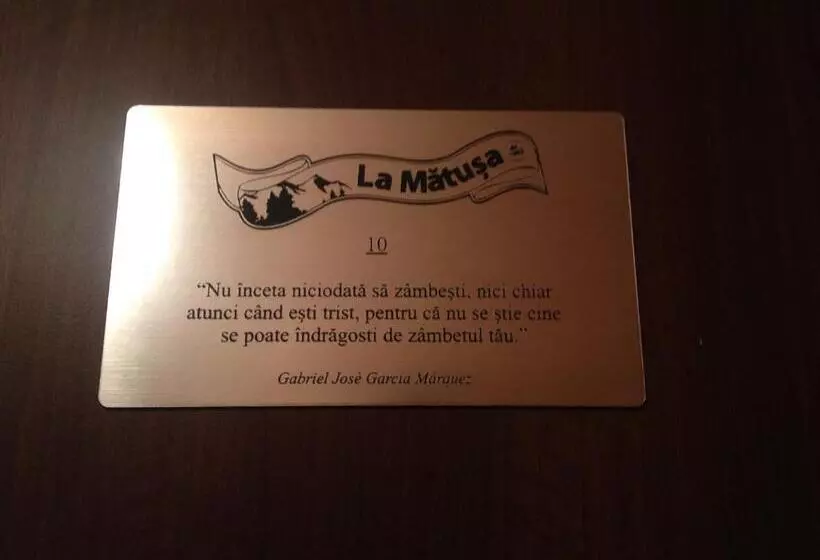 La Mătușa
10
“Nu înceta niciodată să zâmbești, nici chiar
atunci când ești trist, pentru că nu se știe cine
se poate îndrăgosti de zâmbetul tău.”
Gabriel Josè Garcia Márquez